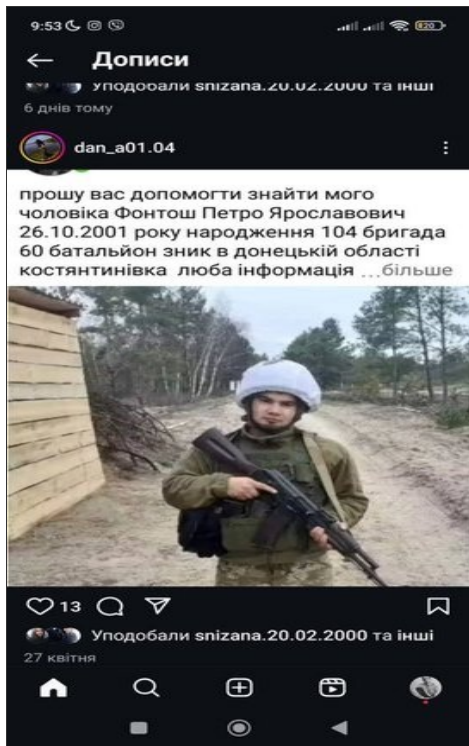 9:53
820
Дописи
Уподобали snizana.20.02.2000 та інші
6 днів тому
dan_a01.04
прошу вас допомогти знайти мого
чоловіка Фонтош Петро Ярославович
26.10.2001 року народження 104 бригада
60 батальйон зник в донецькій області
костянтинівка люба інформація ...більше
13
Уподобали snizana.20.02.2000 та інші
27 квітня